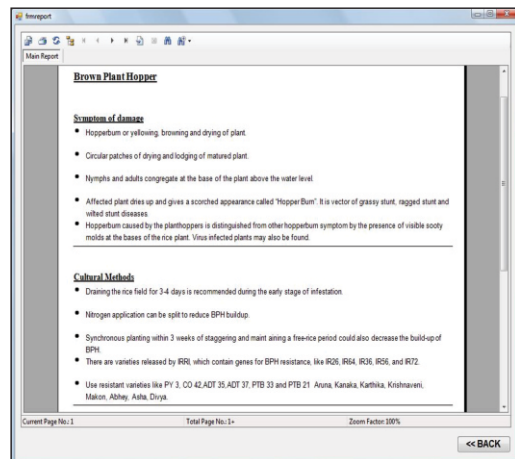 frmreport
Main Report
Brown Plant Hopper
Symptom of damage
• Hopperburn or yellowing, browning and drying of plant.
• Circular patches of drying and lodging of matured plant.
• Nymphs and adults congregate at the base of the plant above the water level.
• Affected plant dries up and gives a scorched appearance called "Hopper Burn". It is vector of grassy stunt, ragged stunt and
wilted stunt diseases.
• Hopperburn caused by the planthoppers is distinguished from other hopperburn symptom by the presence of visible sooty
molds at the bases of the rice plant. Virus infected plants may also be found.
Cultural Methods
• Draining the rice field for 3-4 days is recommended during the early stage of infestation.
• Nitrogen application can be split to reduce BPH buildup.
• Synchronous planting within 3 weeks of staggering and maint aining a free-rice period could also decrease the build-up of
BPH.
• There are varieties released by IRRI, which contain genes for BPH resistance, like IR26, IR64, IR36, IR56, and IR72.
• Use resistant varieties like PY 3, CO 42,ADT 35,ADT 37, PTB 33 and PTB 21 Aruna, Kanaka, Karthika, Krishnaveni,
Makon, Abhey, Asha, Divya.
Current Page No.: 1 Total Page No.: 1+ Zoom Factor: 100%
<< BACK